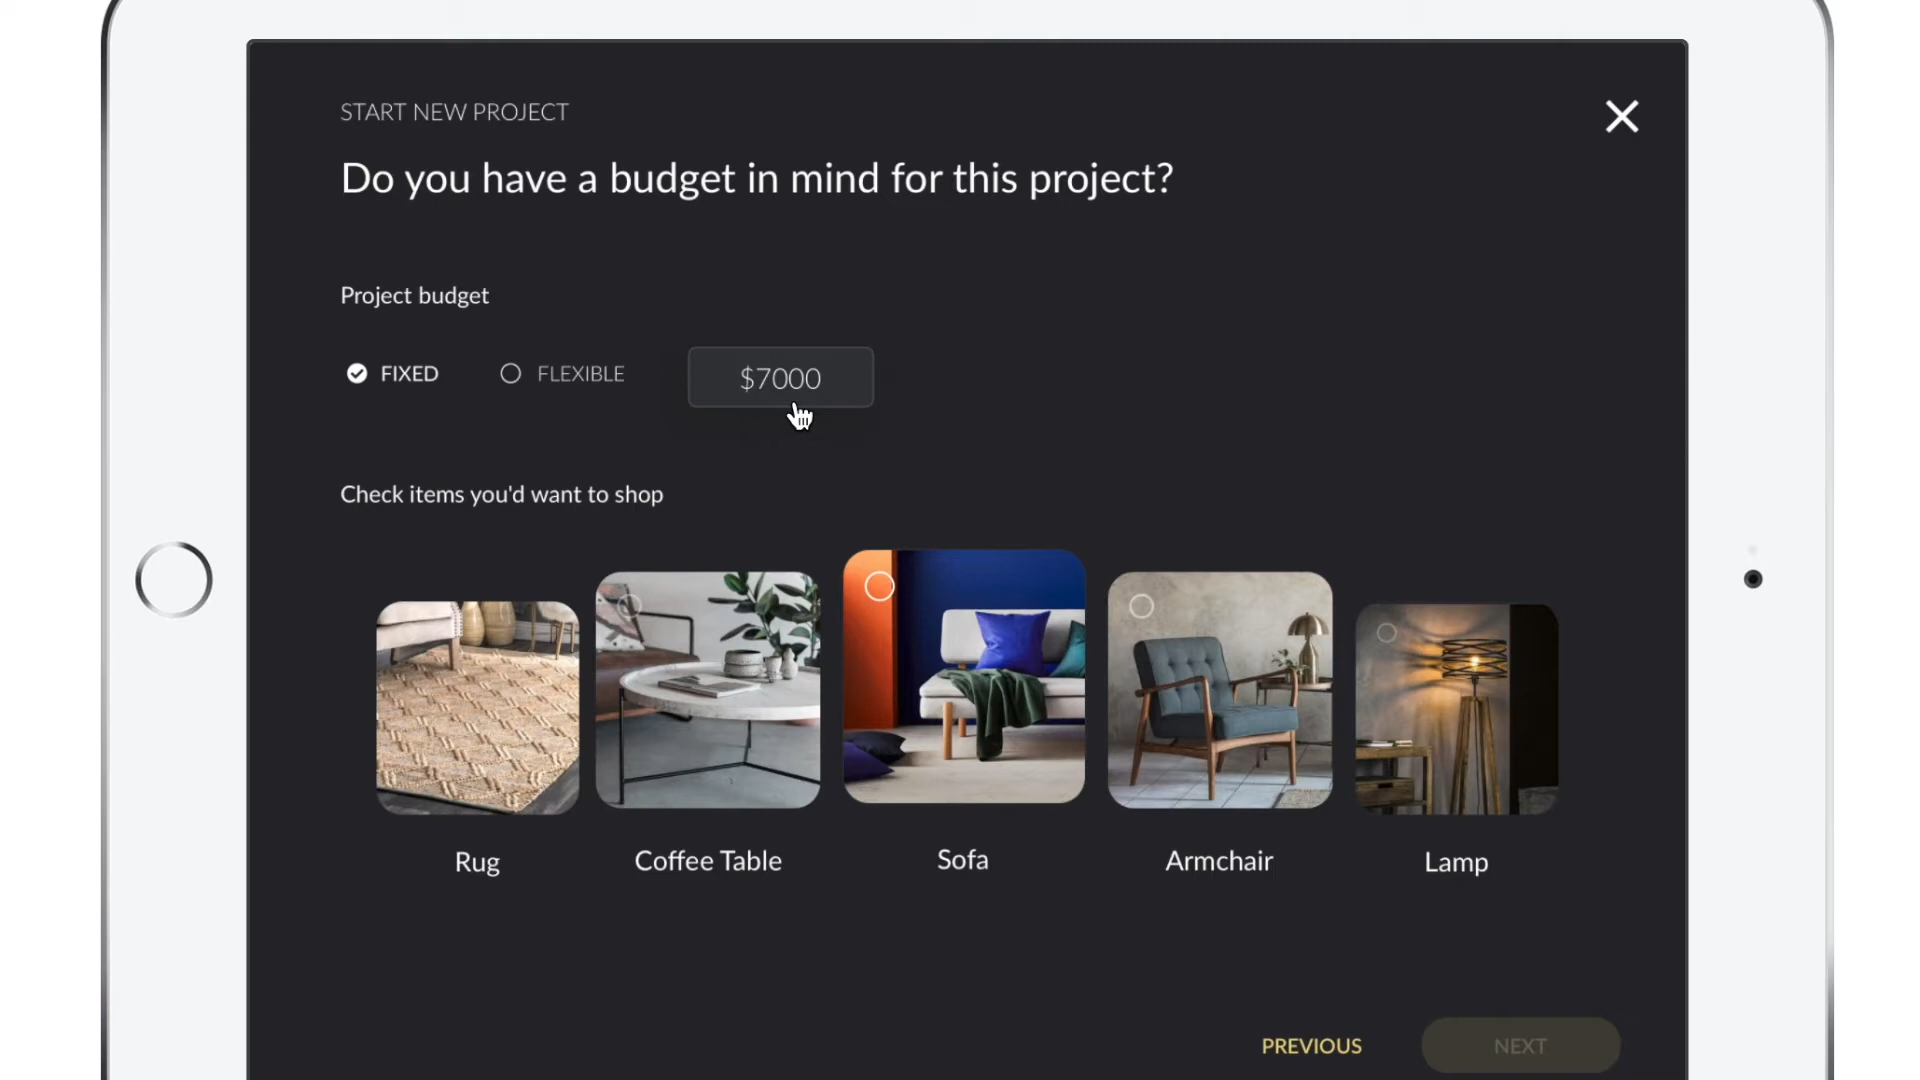 START NEW PROJECT
Do you have a budget in mind for this project?
Project budget
FIXED
FLEXIBLE
$7000
Check items you'd want to shop
Rug
Coffee Table
Sofa
Armchair
Lamp
PREVIOUS
NEXT